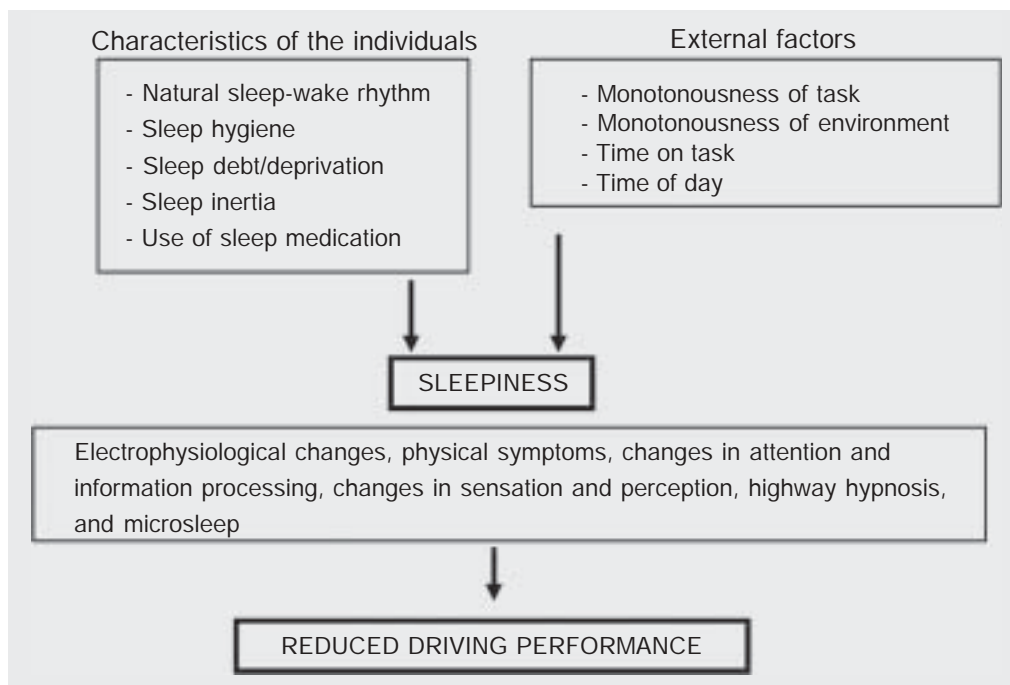 Characteristics of the individuals
- Natural sleep-wake rhythm
- Sleep hygiene
- Sleep debt/deprivation
- Sleep inertia
- Use of sleep medication
External factors
- Monotonousness of task
- Monotonousness of environment
- Time on task
- Time of day
SLEEPINESS
Electrophysiological changes, physical symptoms, changes in attention and
information processing, changes in sensation and perception, highway hypnosis,
and microsleep
REDUCED DRIVING PERFORMANCE